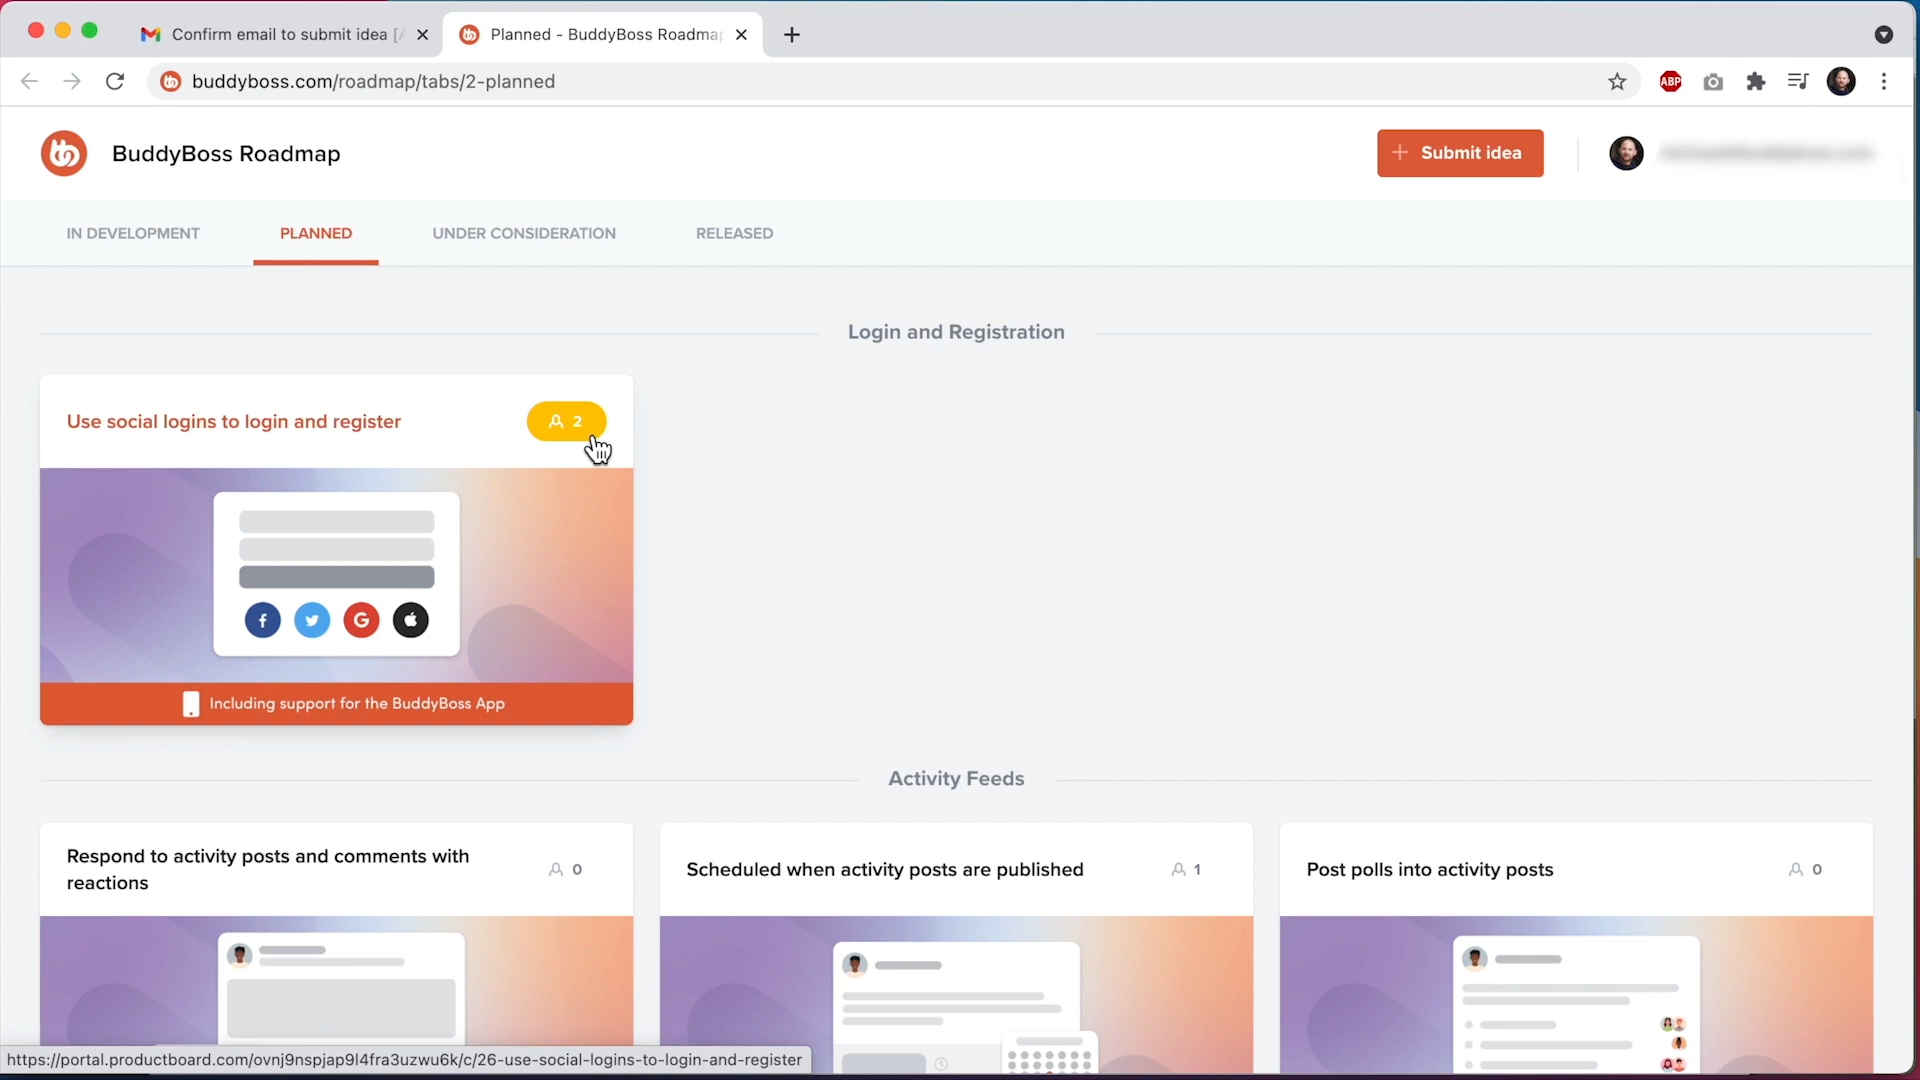 Confirm email to submit idea [A
Planned - BuddyBoss Roadmap
buddyboss.com/roadmap/tabs/2-planned
ABP
BuddyBoss Roadmap
Submit idea
IN DEVELOPMENT
PLANNED
UNDER CONSIDERATION
RELEASED
Login and Registration
Use social logins to login and register
2
Including support for the BuddyBoss App
Activity Feeds
Respond to activity posts and comments with
reactions
0
Scheduled when activity posts are published
1
Post polls into activity posts
0
https://portal.productboard.com/ovnj9nspjap9l4fra3uzwu6k/c/26-use-social-logins-to-login-and-register